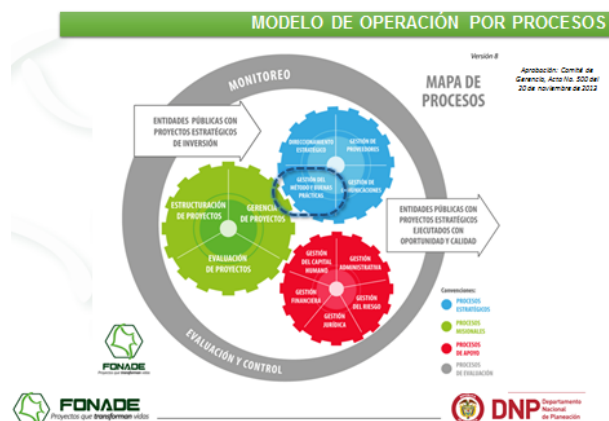 MODELO DE OPERACIÓN POR PROCESOS
Versión 8
MAPA DE
PROCESOS
Aprobación: Comité de
Gerencia, Acta No. 500 del
20 de noviembre de 2013
MONITOREO
ENTIDADES PÚBLICAS CON
PROYECTOS ESTRATÉGICOS
DE INVERSIÓN
DIRECCIONAMIENTO
ESTRATÉGICO
GESTIÓN DE
PROVEEDORES
GESTIÓN DEL
MÉTODO Y BUENAS
PRÁCTICAS
GESTIÓN DE
COMUNICACIONES
ESTRUCTURACIÓN
DE PROYECTOS
GERENCIA
DE PROYECTOS
EVALUACIÓN
DE PROYECTOS
ENTIDADES PÚBLICAS CON
PROYECTOS ESTRATÉGICOS
EJECUTADOS CON
OPORTUNIDAD Y CALIDAD
GESTIÓN
DEL CAPITAL
HUMANO
GESTIÓN
ADMINISTRATIVA
GESTIÓN
FINANCIERA
GESTIÓN
DEL RIESGO
GESTIÓN
JURÍDICA
EVALUACIÓN Y CONTROL
Convenciones:
PROCESOS
ESTRATÉGICOS
PROCESOS
MISIONALES
PROCESOS
DE APOYO
PROCESOS
DE EVALUACIÓN
FONADE
Proyectos que transforman vidas
FONADE
Proyectos que transforman vidas
DNP Departamento
Nacional
de Planeación